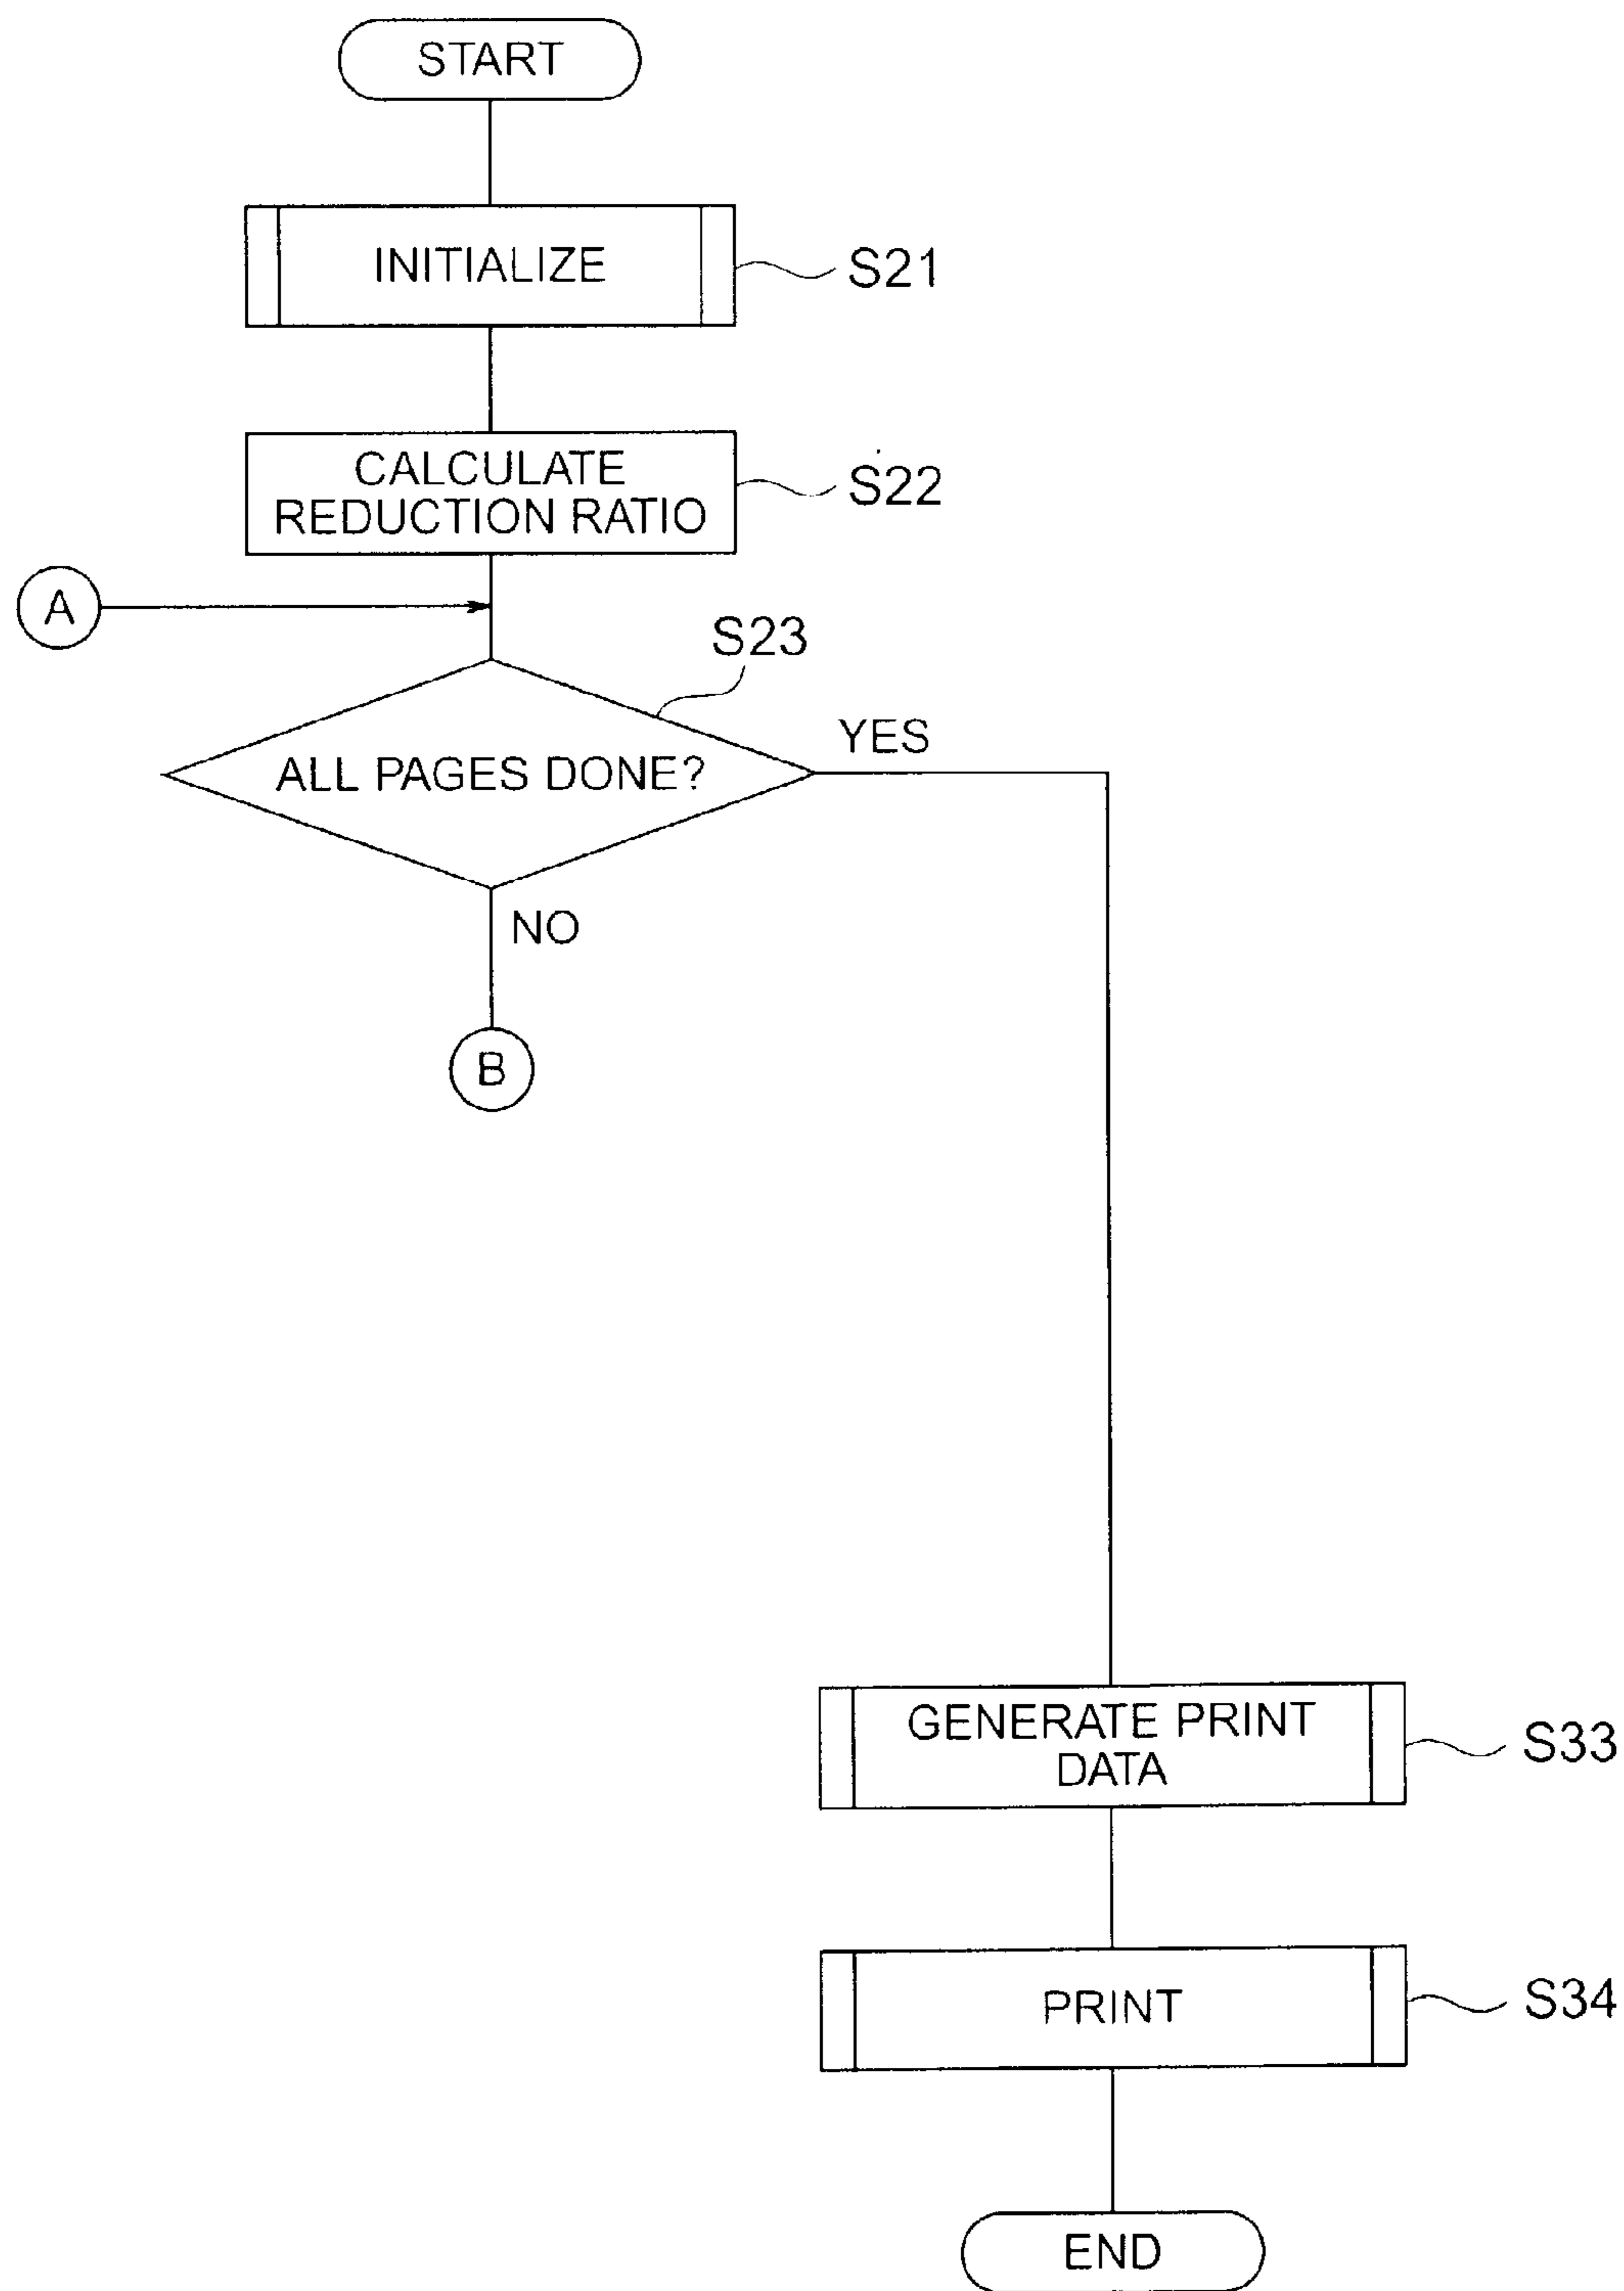 START
INITIALIZE
S21
CALCULATE
REDUCTION RATIO
S22
A
S23
ALL PAGES DONE?
YES
NO
B
GENERATE PRINT
DATA
S33
PRINT
S34
END